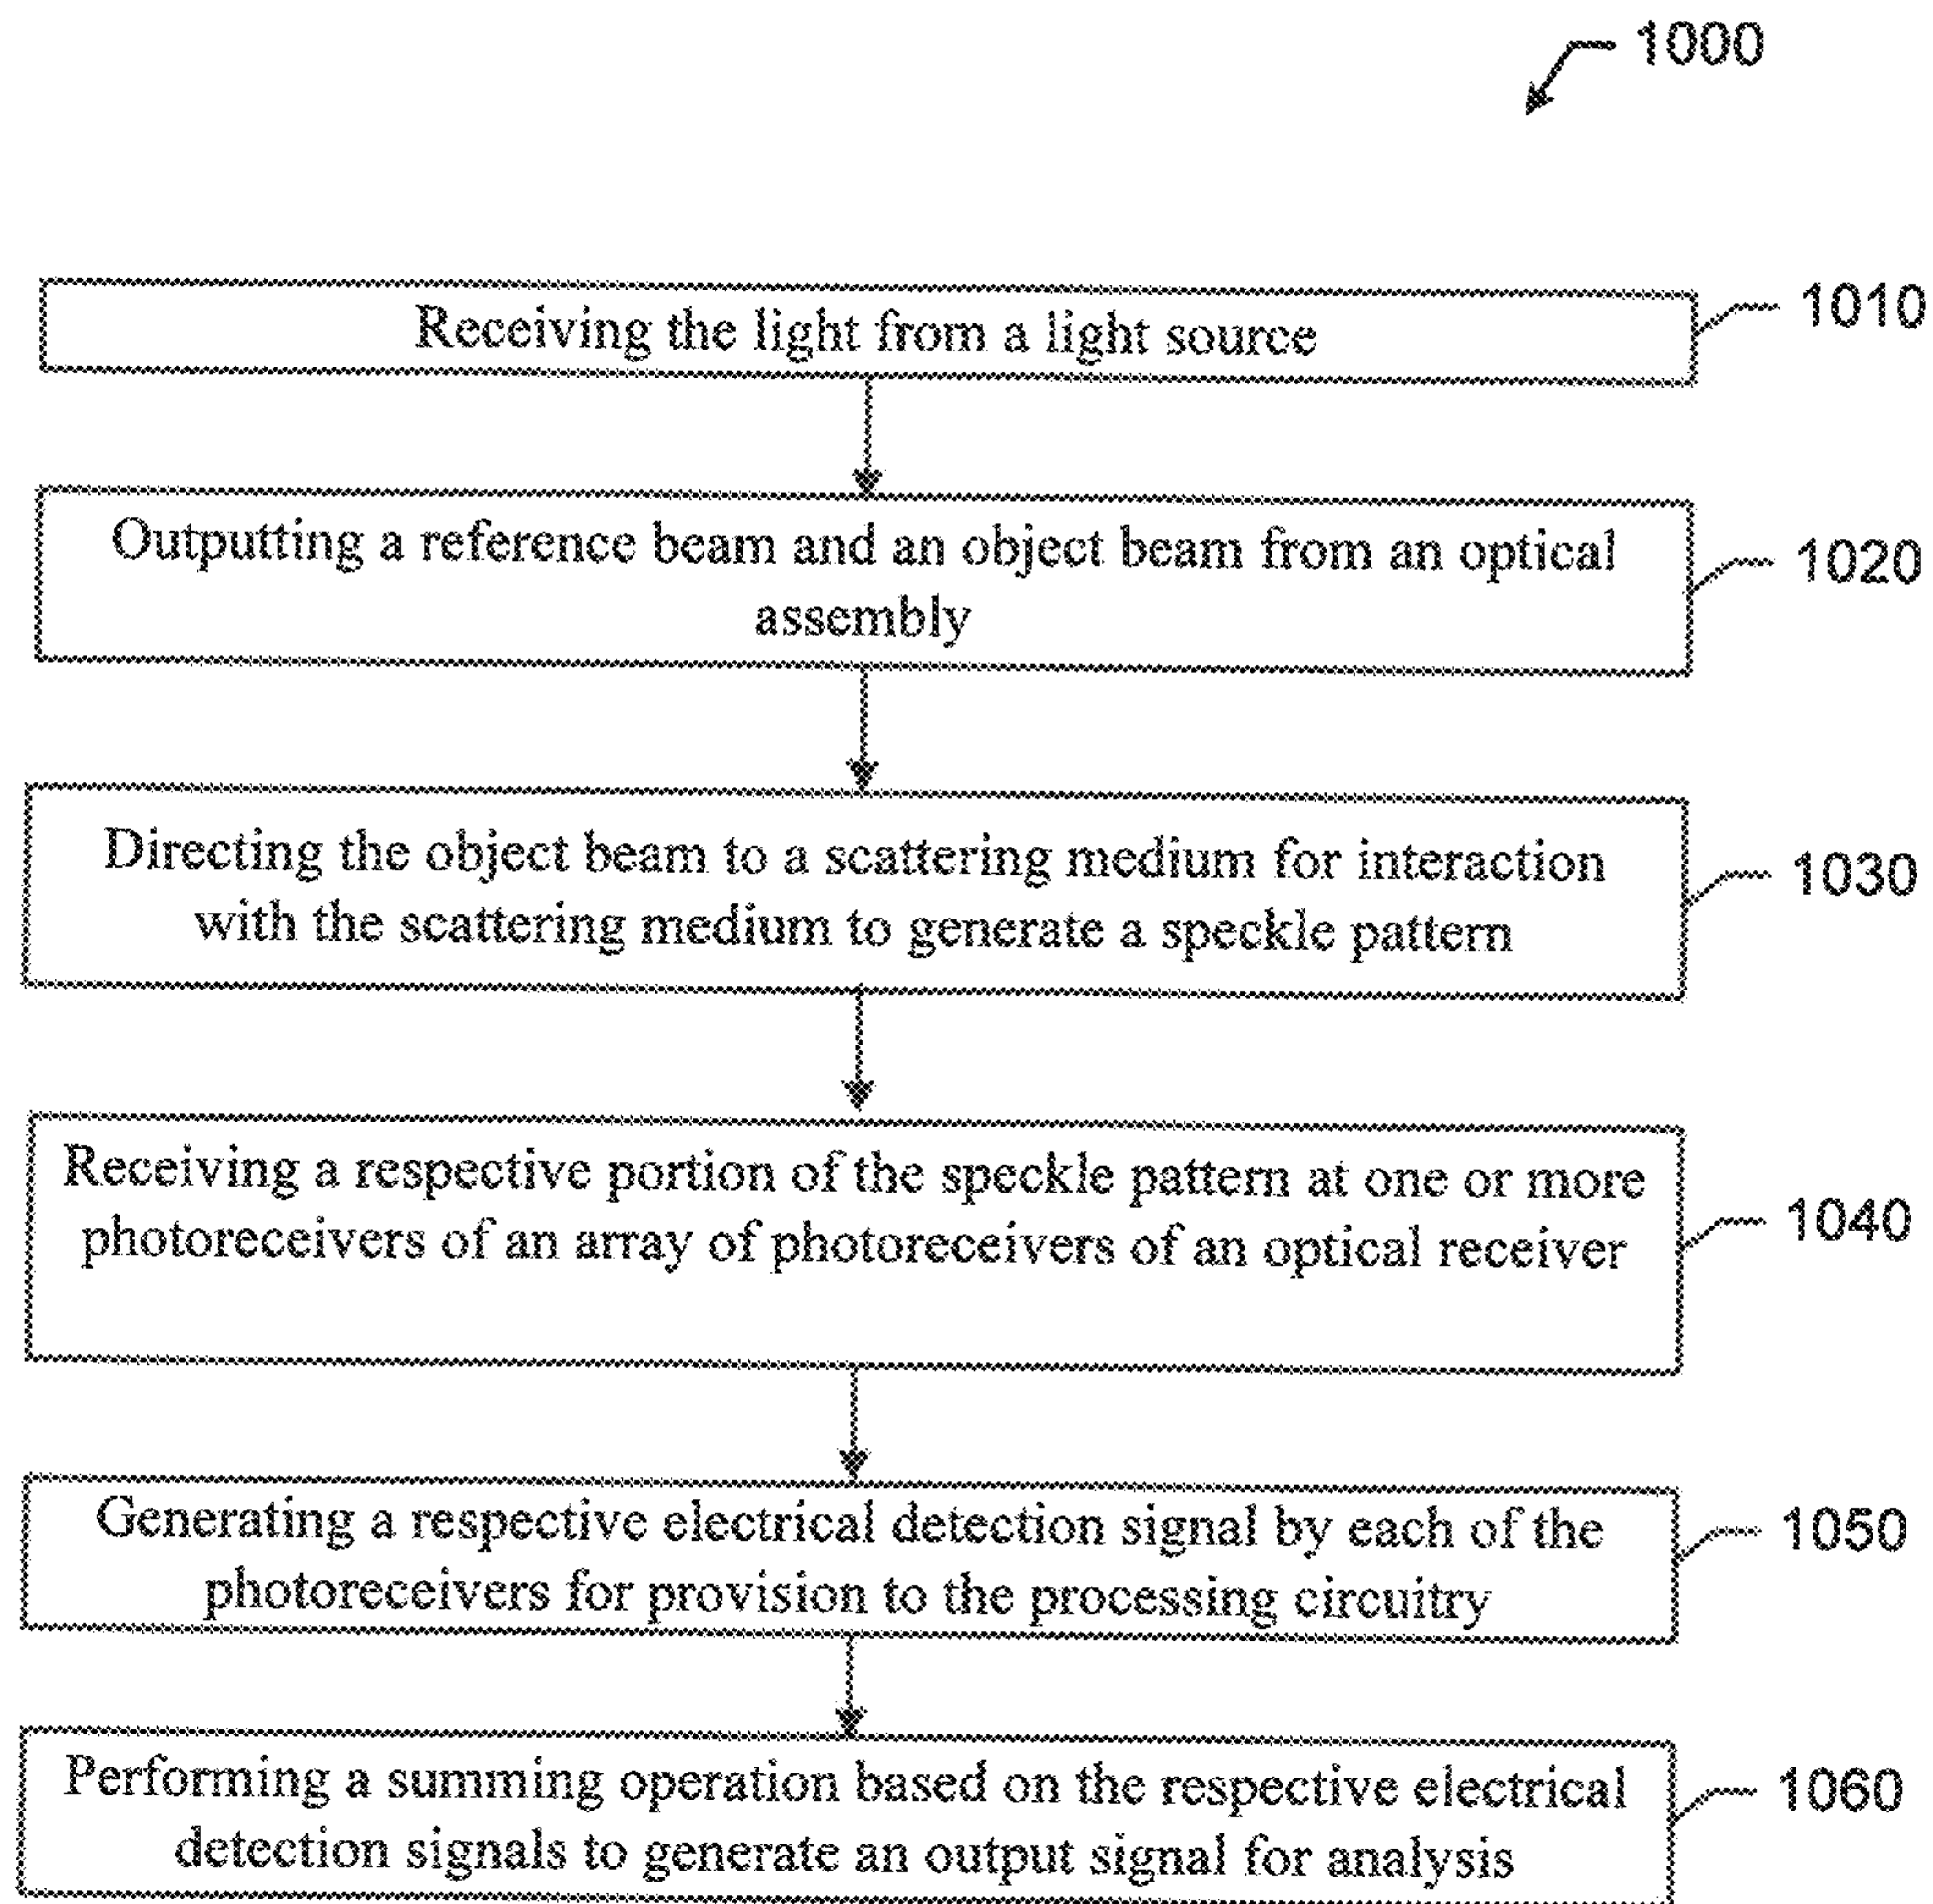 1000
Receiving the light from a light source
1010
Outputting a reference beam and an object beam from an optical
assembly
1020
Directing the object beam to a scattering medium for interaction
with the scattering medium to generate a speckle pattern
1030
Receiving a respective portion of the speckle pattern at one or more
photoreceivers of an array of photoreceivers of an optical receiver
1040
Generating a respective electrical detection signal by each of the
photoreceivers for provision to the processing circuitry
1050
Performing a summing operation based on the respective electrical
detection signals to generate an output signal for analysis
1060